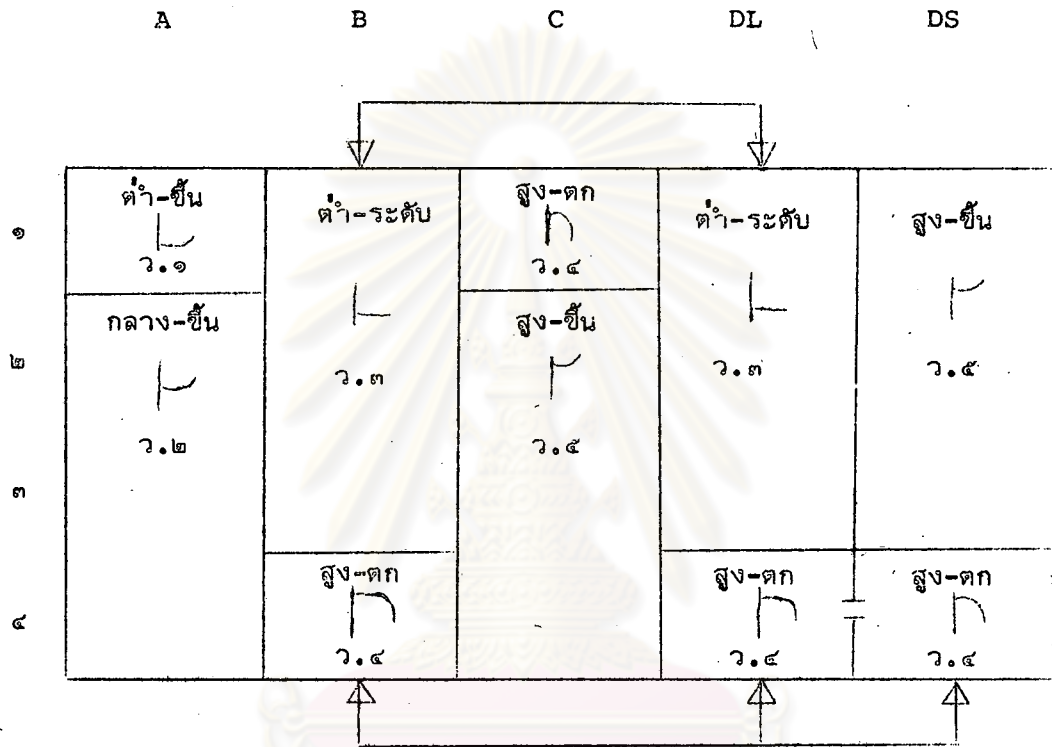 A B C DL DS
๑ ต่ำ-ขึ้น ต่ำ-ระดับ สูง-ตก ต่ำ-ระดับ สูง-ขึ้น
ว.๑ ว.๔
กลาง-ขึ้น สูง-ขึ้น
๒ ว.๓ ว.๓ ว.๕
ว.๒ ว.๕
๓
สูง-ตก สูง-ตก สูง-ตก
๔
ว.๔ ว.๔ ว.๔